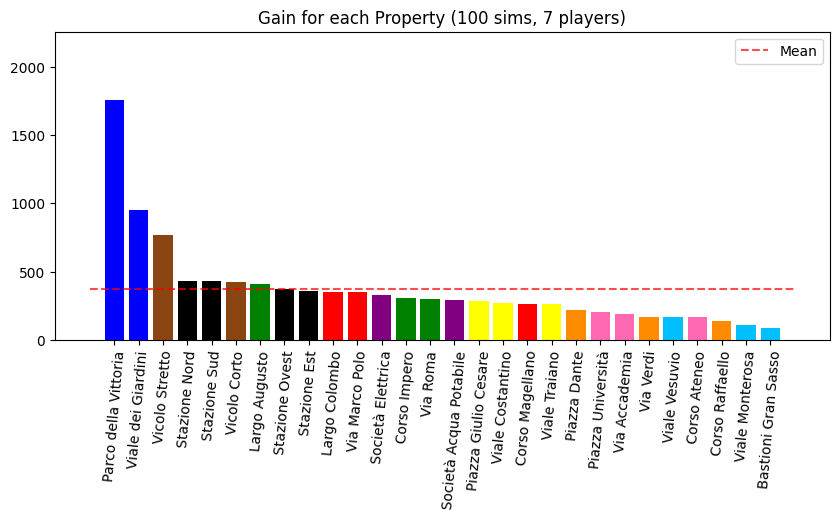 Gain for each Property (100 sims, 7 players)
Mean
2000
1500
1000
500
0
Parco della Vittoria
Viale dei Giardini
Vicolo Stretto
Stazione Nord
Stazione Sud
Vicolo Corto
Largo Augusto
Stazione Ovest
Stazione Est
Largo Colombo
Via Marco Polo
Società Elettrica
Corso Impero
Via Roma
Società Acqua Potabile
Piazza Giulio Cesare
Viale Costantino
Corso Magellano
Viale Traiano
Piazza Dante
Piazza Università
Via Accademia
Via Verdi
Viale Vesuvio
Corso Ateneo
Corso Raffaello
Viale Monterosa
Bastioni Gran Sasso